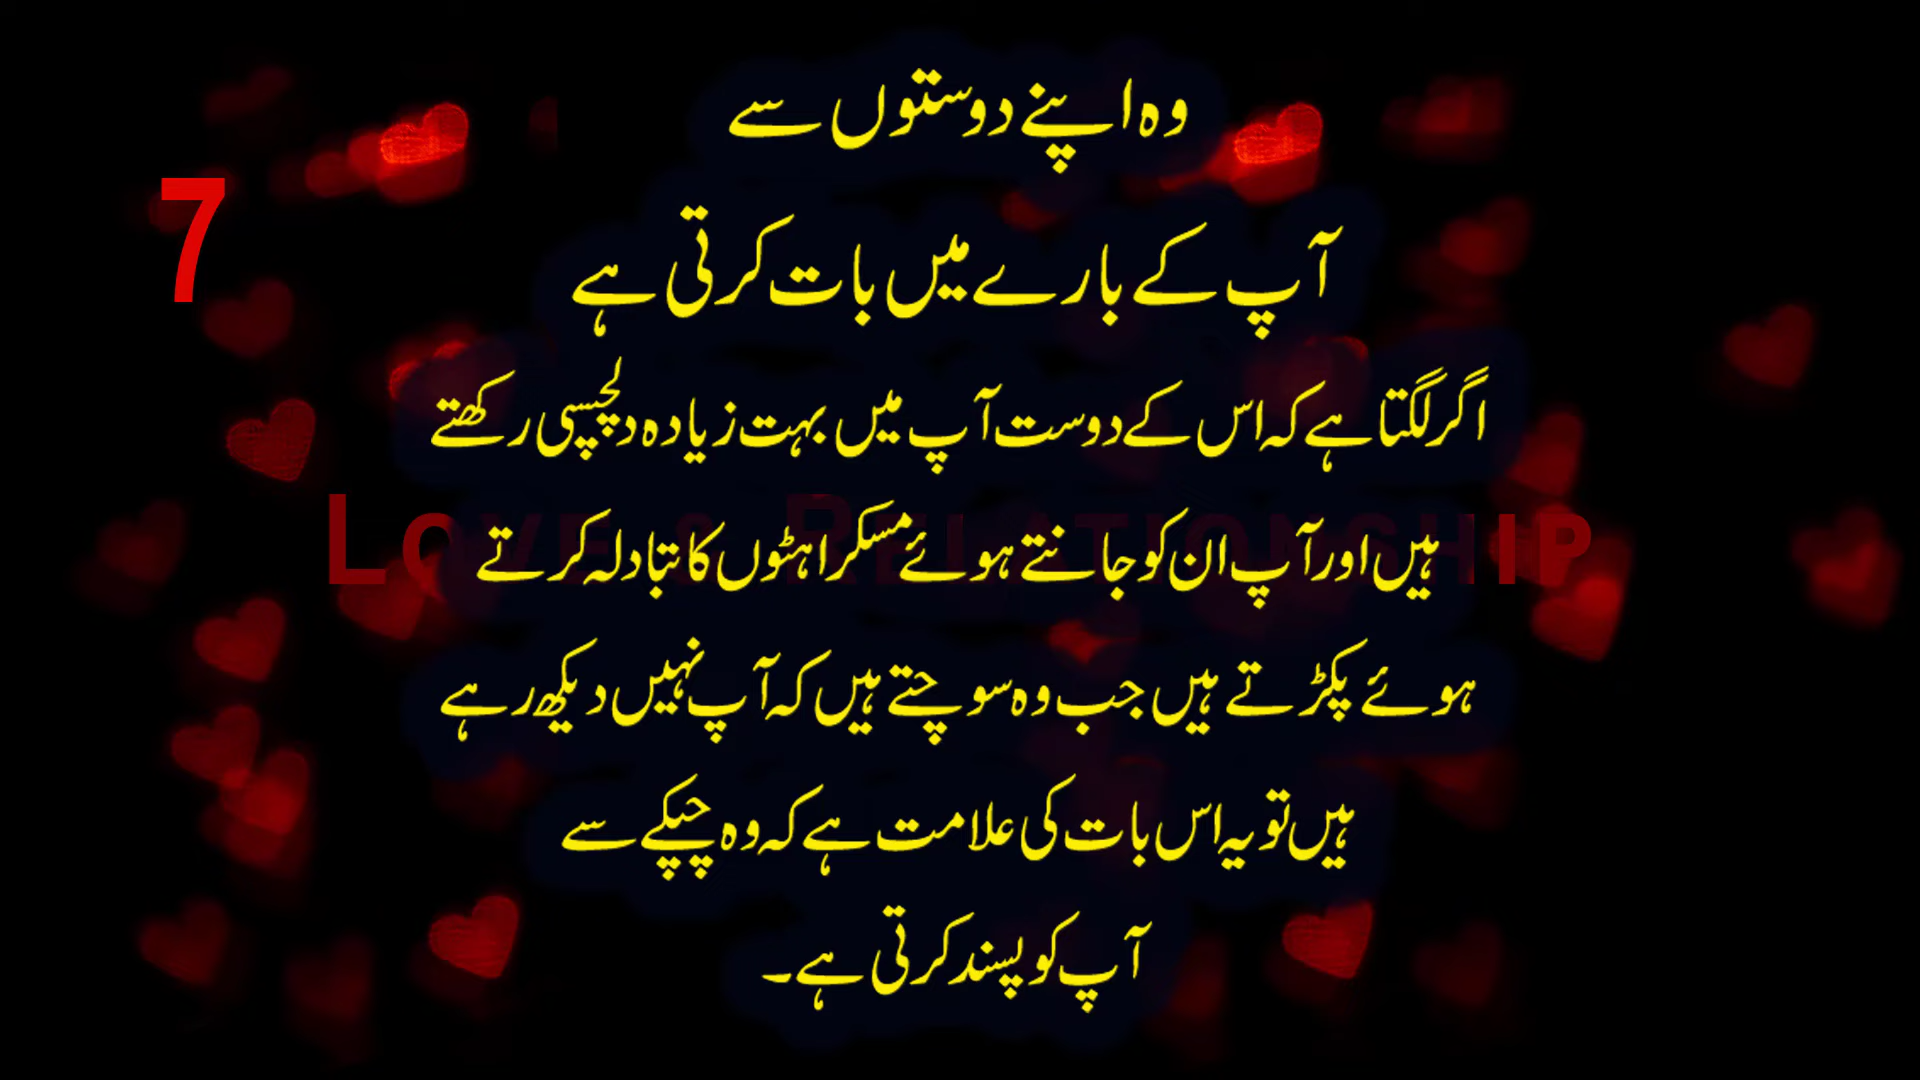 7
وہ اپنے دوستوں سے
آپ کے بارے میں بات کرتی ہے
اگر لگتا ہے کہ اس کے دوست آپ میں بہت زیادہ دلچسپی رکھتے
ہیں اور آپ ان کو جانتے ہوئے مسکراہٹوں کا تبادلہ کرتے
ہوئے پکڑتے ہیں جب وہ سوچتے ہیں کہ آپ نہیں دیکھ رہے
ہیں تو یہ اس بات کی علامت ہے کہ وہ چپکے سے
آپ کو پسند کرتی ہے۔
LOVE & RELATIONSHIP